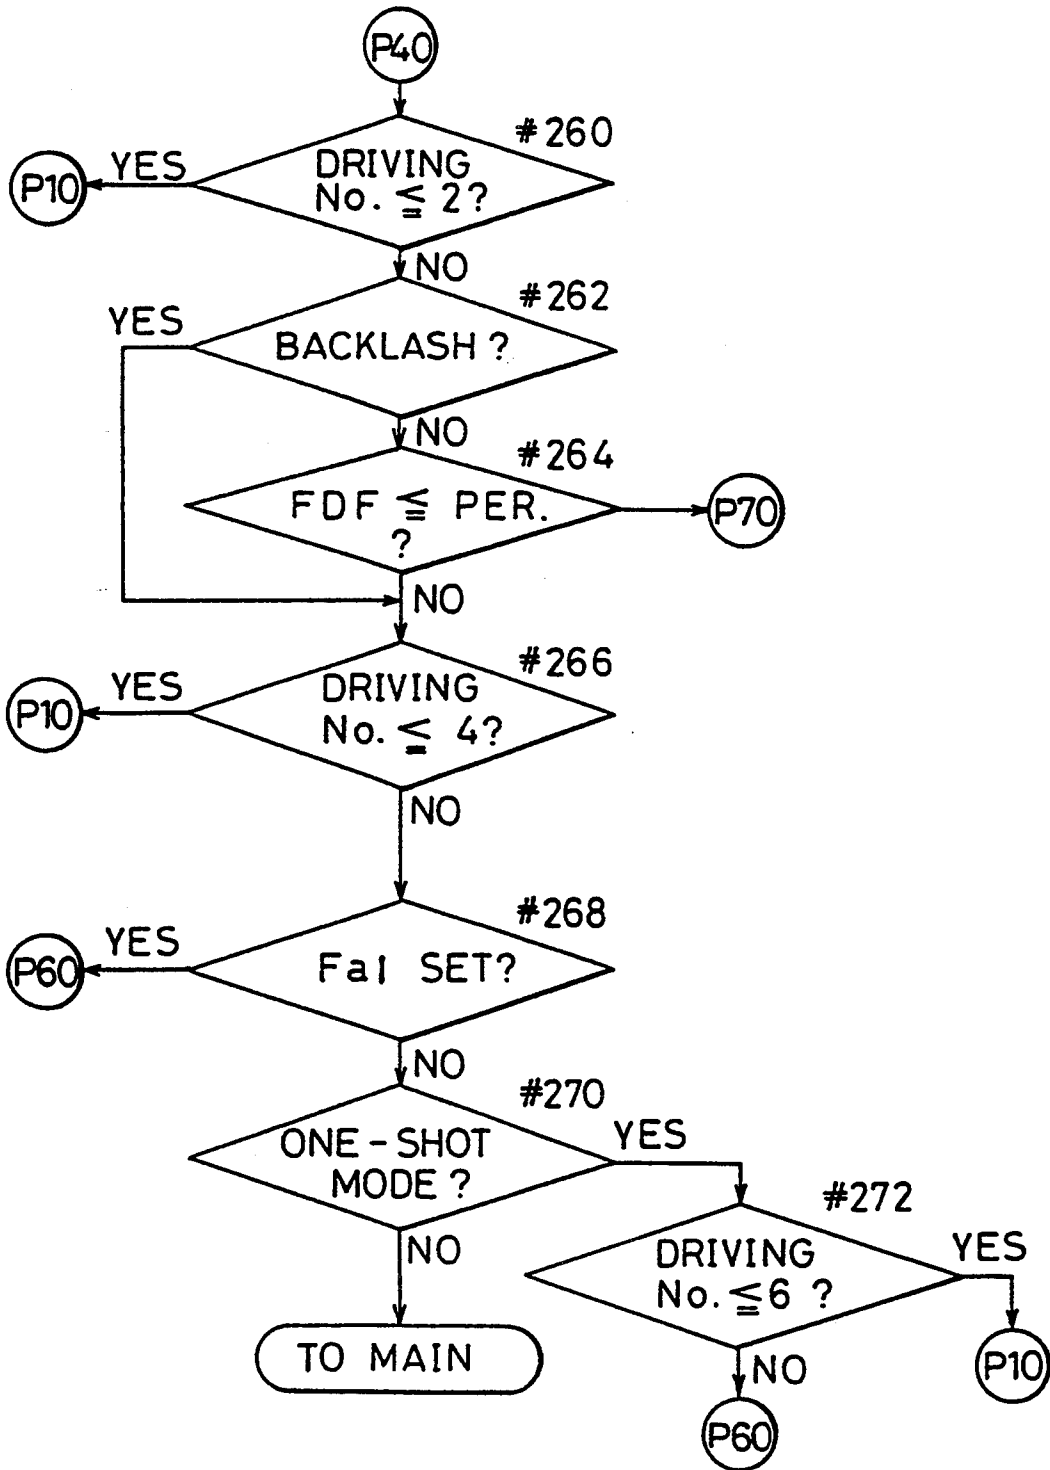 P40
#260
DRIVING
No. ≦ 2?
YES
P10
NO
#262
BACKLASH ?
YES
NO
#264
FDF ≦ PER.
?
P70
NO
#266
DRIVING
No. ≦ 4?
YES
P10
NO
#268
Fal SET?
YES
P60
NO
#270
ONE-SHOT
MODE ?
YES
NO
#272
DRIVING
No. ≦ 6 ?
YES
TO MAIN
P10
NO
P60